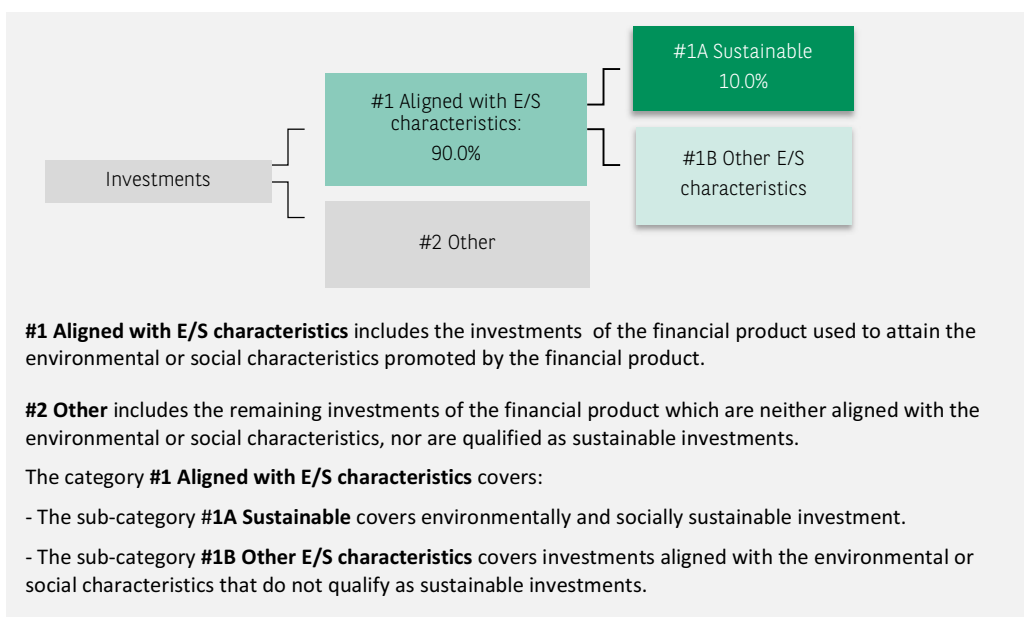 #1A Sustainable
10.0%
#1 Aligned with E/S
characteristics:
90.0%
#1B Other E/S
characteristics
Investments
#2 Other
#1 Aligned with E/S characteristics includes the investments of the financial product used to attain the
environmental or social characteristics promoted by the financial product.
#2 Other includes the remaining investments of the financial product which are neither aligned with the
environmental or social characteristics, nor are qualified as sustainable investments.
The category #1 Aligned with E/S characteristics covers:
- The sub-category #1A Sustainable covers environmentally and socially sustainable investment.
- The sub-category #1B Other E/S characteristics covers investments aligned with the environmental or
social characteristics that do not qualify as sustainable investments.